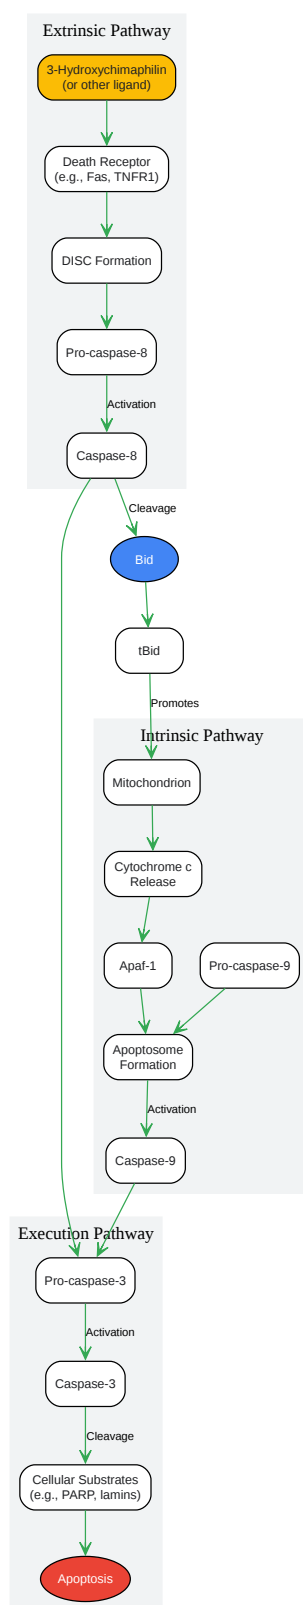 Extrinsic Pathway
3-Hydroxychimaphilin
(or other ligand)
Death Receptor
(e.g., Fas, TNFR1)
DISC Formation
Pro-caspase-8
Activation
Caspase-8
Cleavage
Bid
tBid
Promotes
Intrinsic Pathway
Mitochondrion
Cytochrome c
Release
Apaf-1
Pro-caspase-9
Apoptosome
Formation
Activation
Caspase-9
Execution Pathway
Pro-caspase-3
Activation
Caspase-3
Cleavage
Cellular Substrates
(e.g., PARP, lamins)
Apoptosis